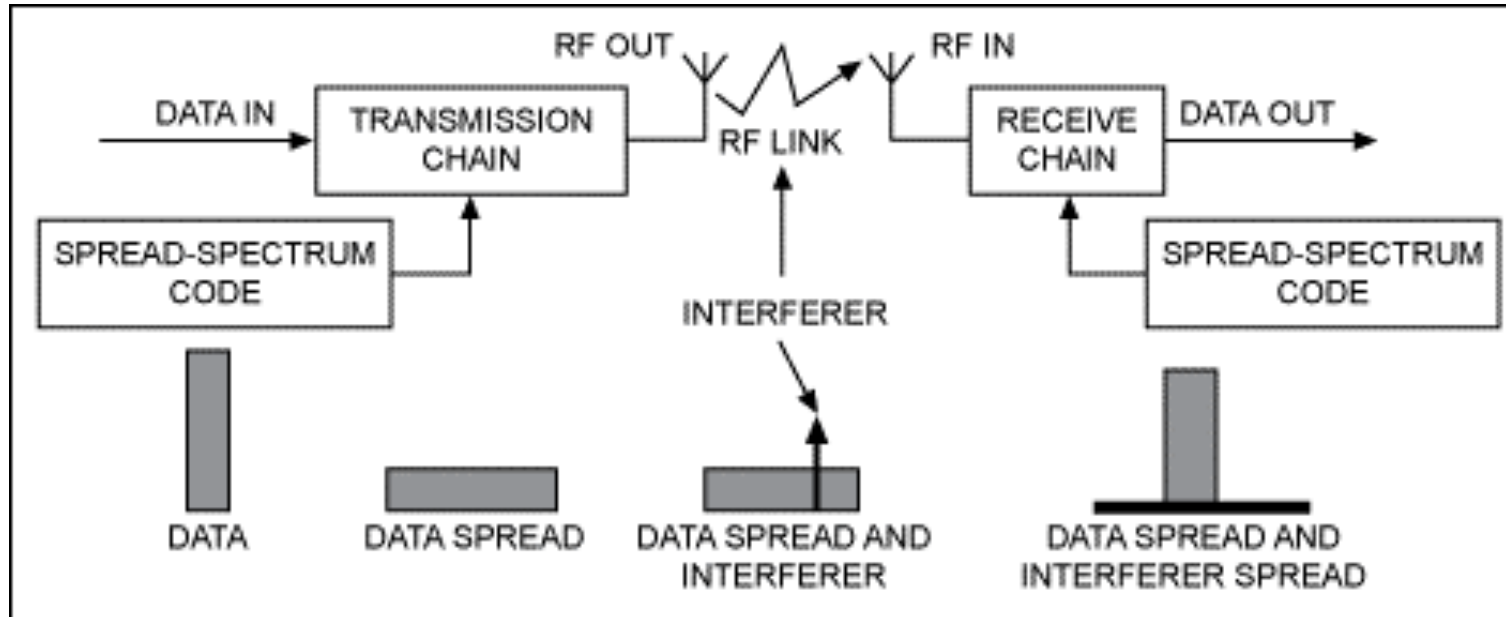 RF OUT
RF IN
DATA IN
TRANSMISSION
CHAIN
RF LINK
RECEIVE
CHAIN
DATA OUT
SPREAD-SPECTRUM
CODE
SPREAD-SPECTRUM
CODE
INTERFERER
DATA
DATA SPREAD
DATA SPREAD AND
INTERFERER
DATA SPREAD AND
INTERFERER SPREAD